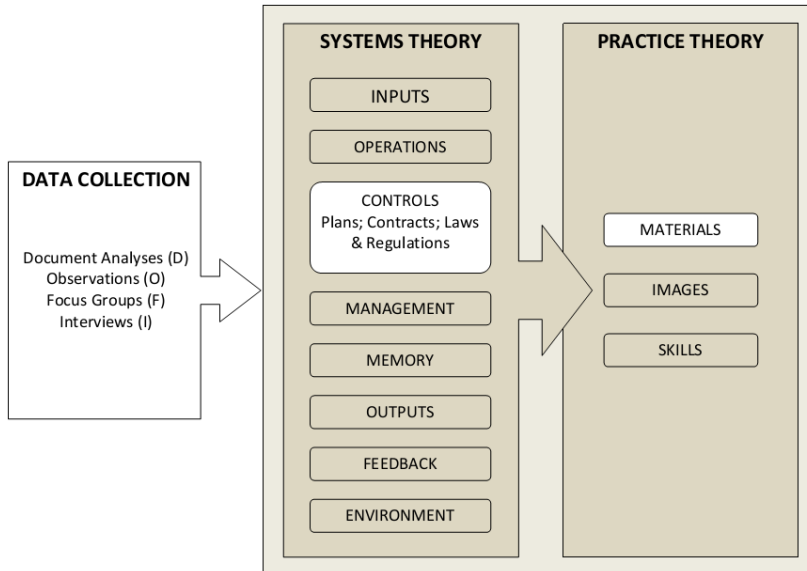 DATA COLLECTION
Document Analyses (D)
Observations (O)
Focus Groups (F)
Interviews (I)
SYSTEMS THEORY
INPUTS
OPERATIONS
CONTROLS
Plans; Contracts; Laws
& Regulations
MANAGEMENT
MEMORY
OUTPUTS
FEEDBACK
ENVIRONMENT
PRACTICE THEORY
MATERIALS
IMAGES
SKILLS